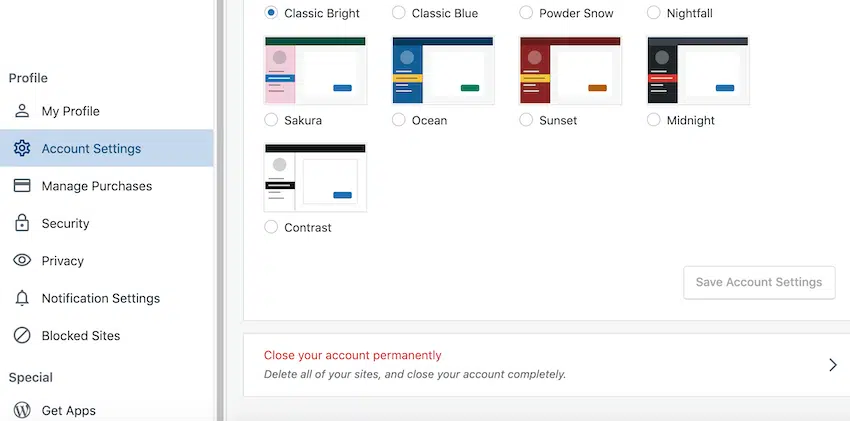 Profile
My Profile
Account Settings
Manage Purchases
Security
Privacy
Notification Settings
Blocked Sites
Special
Get Apps
Classic Bright
Classic Blue
Powder Snow
Nightfall
Sakura
Ocean
Sunset
Midnight
Contrast
Save Account Settings
Close your account permanently
Delete all of your sites, and close your account completely.